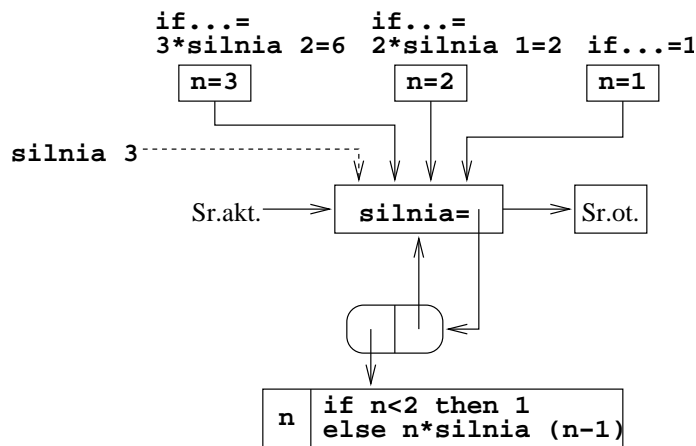 if...=
3*silnia 2=6
if...=
2*silnia 1=2
if...=1
n=3
n=2
n=1
silnia 3
Sr.akt.
silnia=
Sr.ot.
n
if n<2 then 1
else n*silnia (n-1)